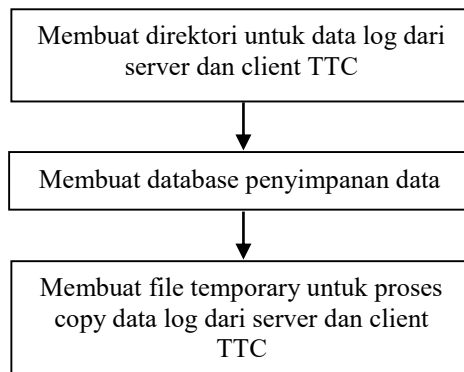 Membuat direktori untuk data log dari
server dan client TTC
Membuat database penyimpanan data
Membuat file temporary untuk proses
copy data log dari server dan client
TTC